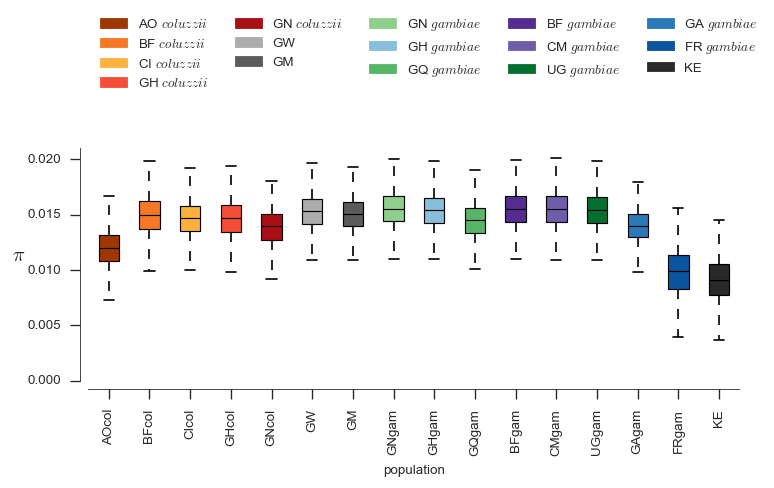 AO coluzzii
BF coluzzii
CI coluzzii
GH coluzzii
GN coluzzii
GW
GM
GN gambiae
GH gambiae
GQ gambiae
BF gambiae
CM gambiae
UG gambiae
GA gambiae
FR gambiae
KE
0.020
0.015
0.010
0.005
0.000
π
AOcol
BFcol
CIcol
GHcol
GNcol
GW
GM
GNgam
GHgam
GQgam
BFgam
CMgam
UGgam
GAgam
FRgam
KE
population